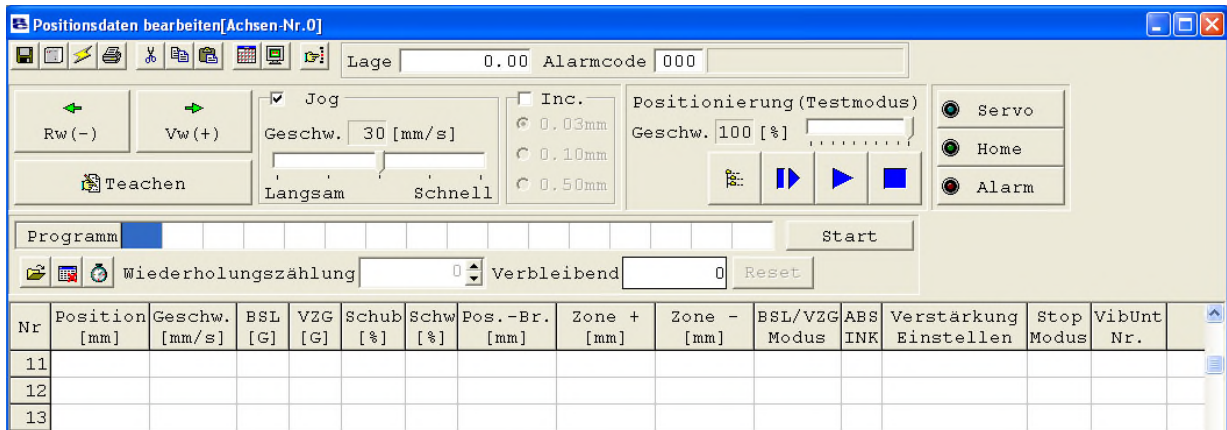 Positionsdaten bearbeiten[Achsen-Nr.0]
Lage 0.00 Alarmcode 000
Rw(-) Vw(+)
Teachen
Jog
Geschw. 30 [mm/s]
Langsam Schnell
Inc.
0.03mm
0.10mm
0.50mm
Positionierung(Testmodus)
Geschw. 100 [%]
Servo
Home
Alarm
Programm Start
Wiederholungszählung 0 Verbleibend 0 Reset
Nr Position [mm] Geschw. [mm/s] BSL [G] VZG [G] Schub [%] Schw [%] Pos.-Br. [mm] Zone + [mm] Zone - [mm] BSL/VZG Modus ABS INK Verstärkung Einstellen Stop Modus VibUnt Nr.
11
12
13